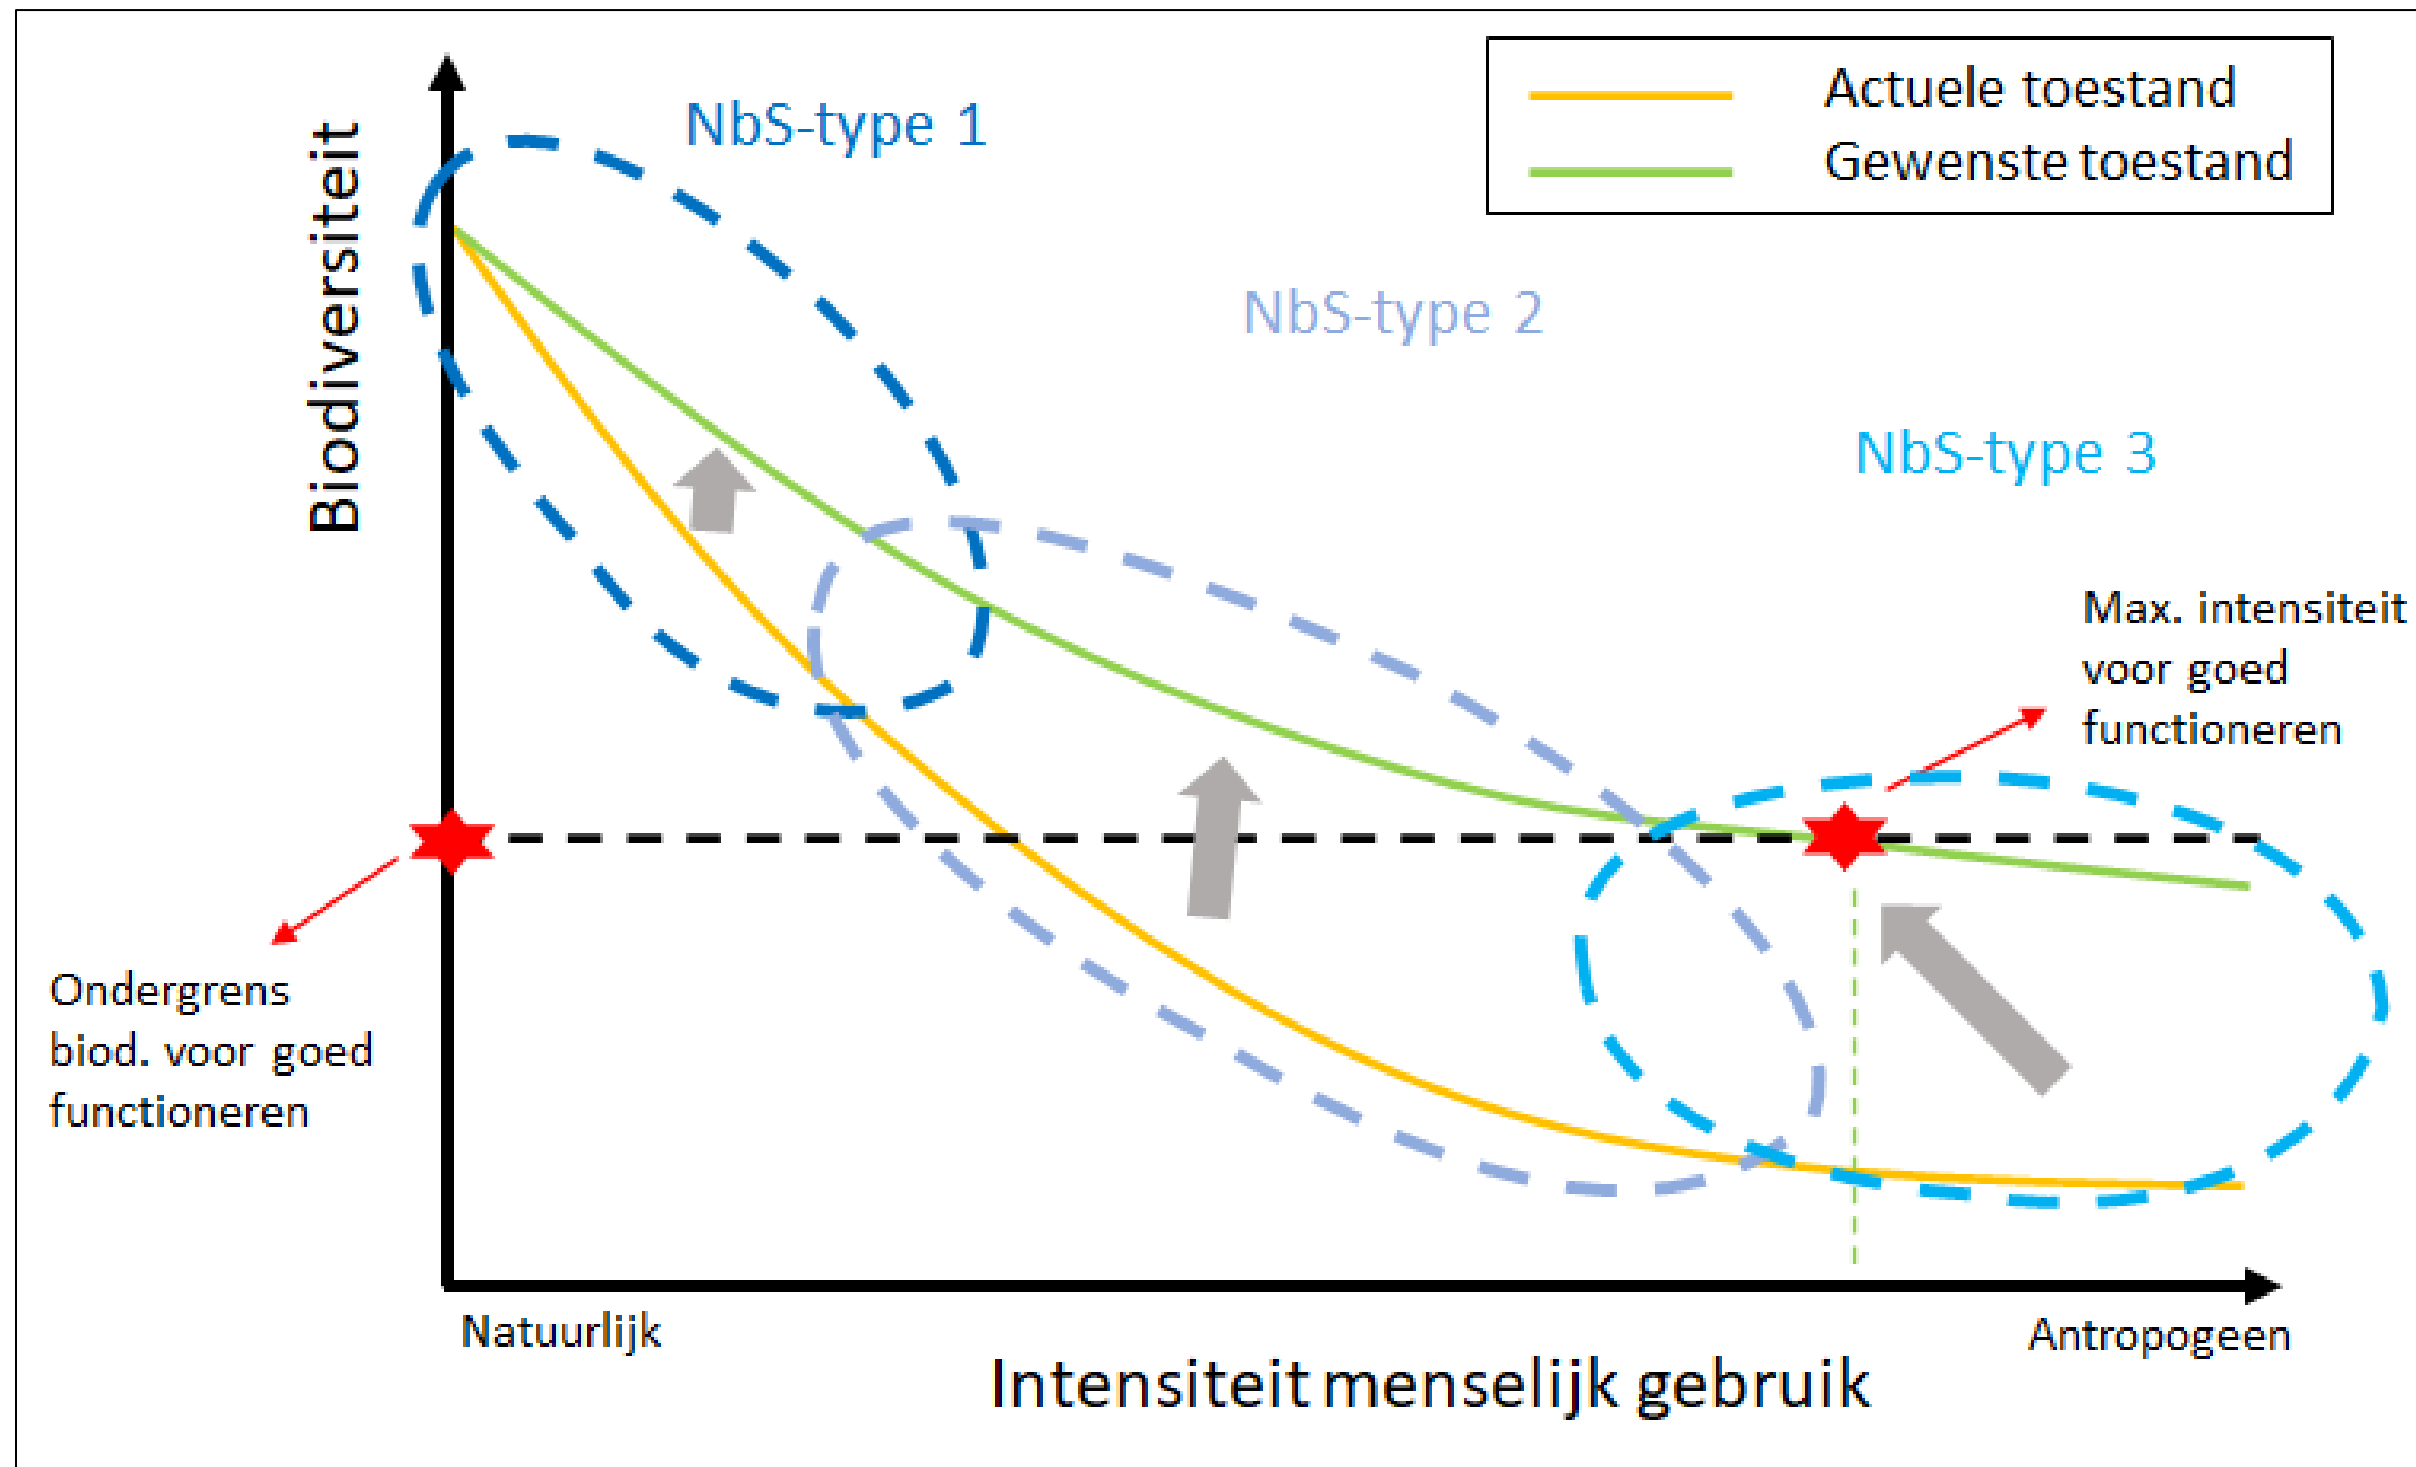 Actuele toestand
Gewenste toestand
NbS-type 1
NbS-type 2
NbS-type 3
Biodiversiteit
Max. intensiteit
voor goed
functioneren
Ondergrens
biod. voor goed
functioneren
Natuurlijk
Antropogeen
Intensiteit menselijk gebruik